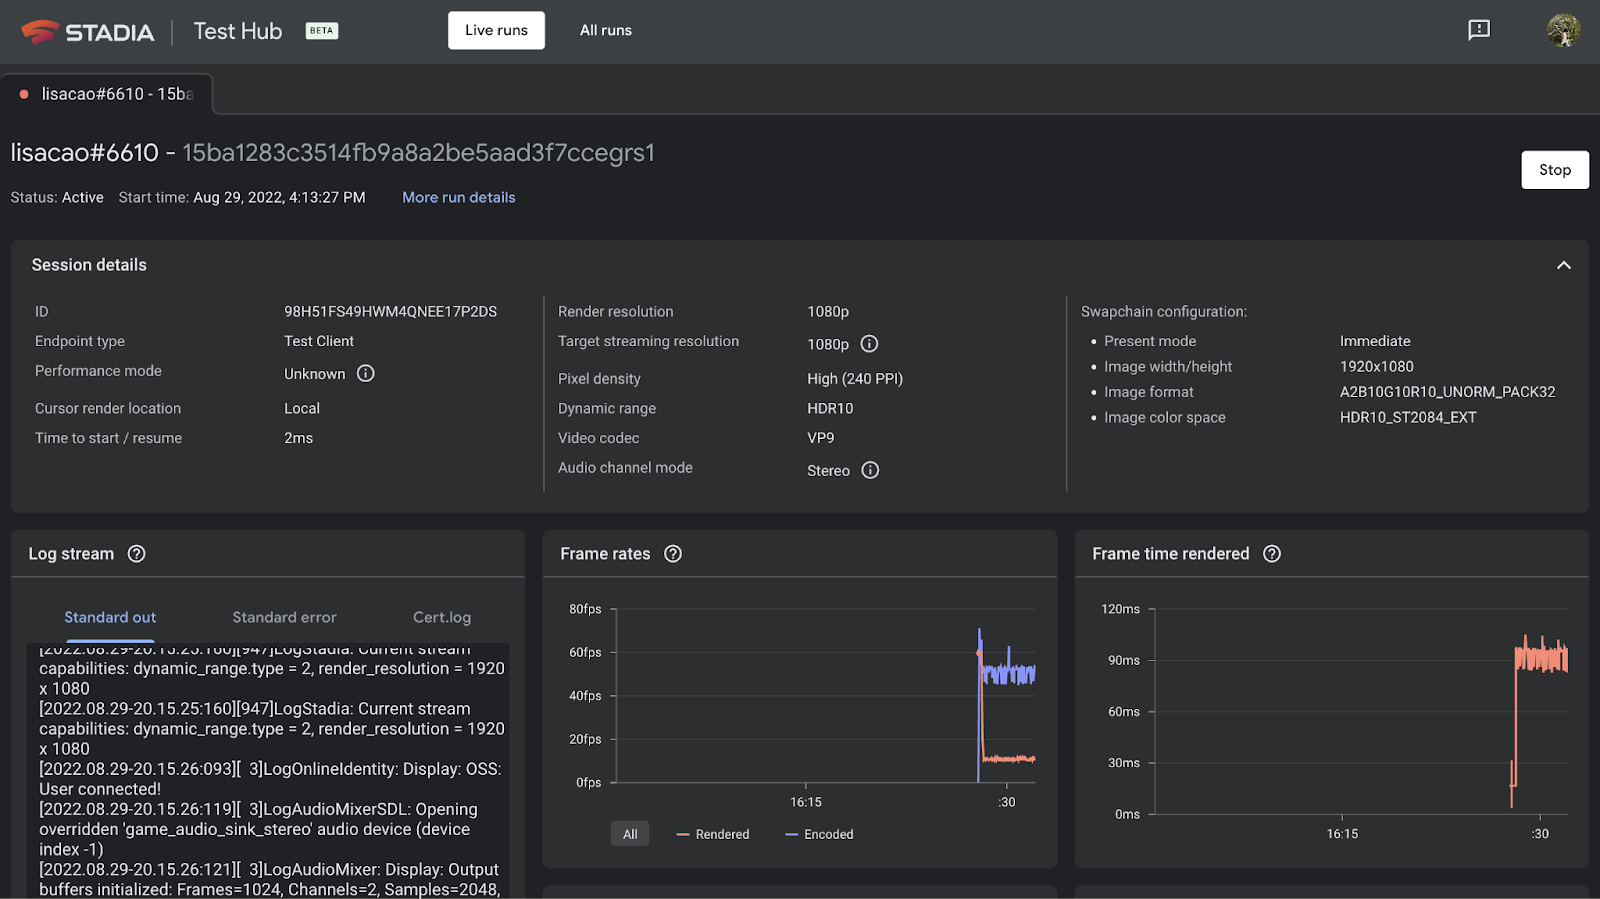 STADIA
Test Hub
BETA
Live runs
All runs
lisacao#6610 - 15ba
lisacao#6610 - 15ba1283c3514fb9a8a2be5aad3f7ccegrs1
Stop
Status: Active Start time: Aug 29, 2022, 4:13:27 PM More run details
Session details
ID 98H51FS49HWM4QNEE17P2DS
Endpoint type Test Client
Performance mode Unknown
Cursor render location Local
Time to start / resume 2ms
Render resolution 1080p
Target streaming resolution 1080p
Pixel density High (240 PPI)
Dynamic range HDR10
Video codec VP9
Audio channel mode Stereo
Swapchain configuration:
• Present mode Immediate
• Image width/height 1920x1080
• Image format A2B10G10R10_UNORM_PACK32
• Image color space HDR10_ST2084_EXT
Log stream
Standard out Standard error Cert.log
[2022.08.29-20.15.25:160][947]LogStadia: Current stream
capabilities: dynamic_range.type = 2, render_resolution = 1920
x 1080
[2022.08.29-20.15.25:160][947]LogStadia: Current stream
capabilities: dynamic_range.type = 2, render_resolution = 1920
x 1080
[2022.08.29-20.15.26:093][ 3]LogOnlineIdentity: Display: OSS:
User connected!
[2022.08.29-20.15.26:119][ 3]LogAudioMixerSDL: Opening
overridden 'game_audio_sink_stereo' audio device (device
index -1)
[2022.08.29-20.15.26:121][ 3]LogAudioMixer: Display: Output
buffers initialized: Frames=1024, Channels=2, Samples=2048,
Frame rates
80fps
60fps
40fps
20fps
0fps
16:15 :30
All Rendered Encoded
Frame time rendered
120ms
90ms
60ms
30ms
0ms
16:15 :30